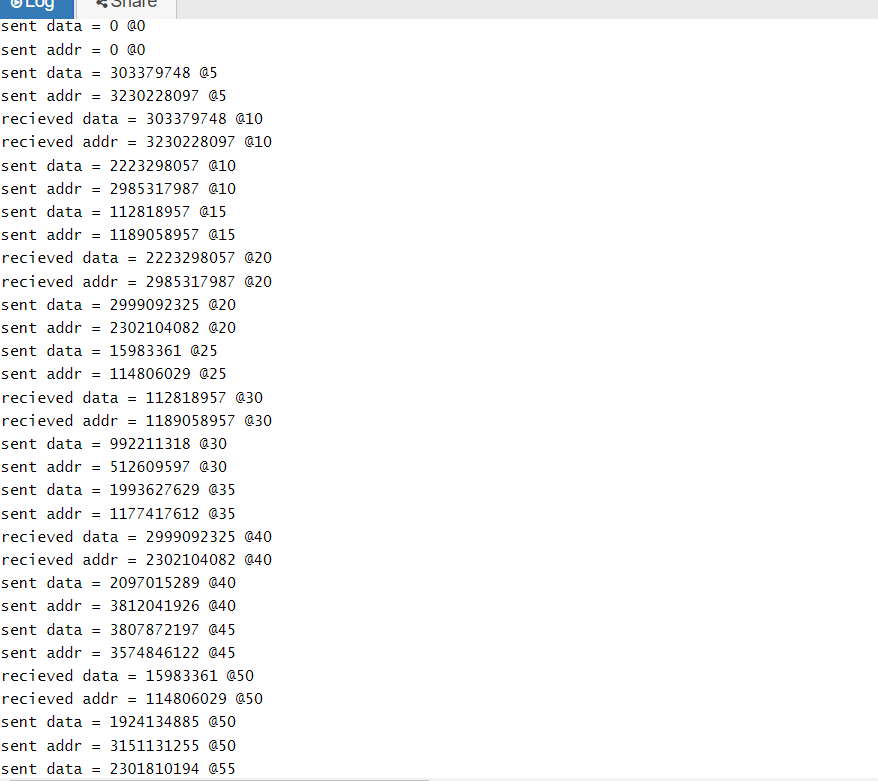 Log Share
sent data = 0 @0
sent addr = 0 @0
sent data = 303379748 @5
sent addr = 3230228097 @5
recieved data = 303379748 @10
recieved addr = 3230228097 @10
sent data = 2223298057 @10
sent addr = 2985317987 @10
sent data = 112818957 @15
sent addr = 1189058957 @15
recieved data = 2223298057 @20
recieved addr = 2985317987 @20
sent data = 2999092325 @20
sent addr = 2302104082 @20
sent data = 15983361 @25
sent addr = 114806029 @25
recieved data = 112818957 @30
recieved addr = 1189058957 @30
sent data = 992211318 @30
sent addr = 512609597 @30
sent data = 1993627629 @35
sent addr = 1177417612 @35
recieved data = 2999092325 @40
recieved addr = 2302104082 @40
sent data = 2097015289 @40
sent addr = 3812041926 @40
sent data = 3807872197 @45
sent addr = 3574846122 @45
recieved data = 15983361 @50
recieved addr = 114806029 @50
sent data = 1924134885 @50
sent addr = 3151131255 @50
sent data = 2301810194 @55